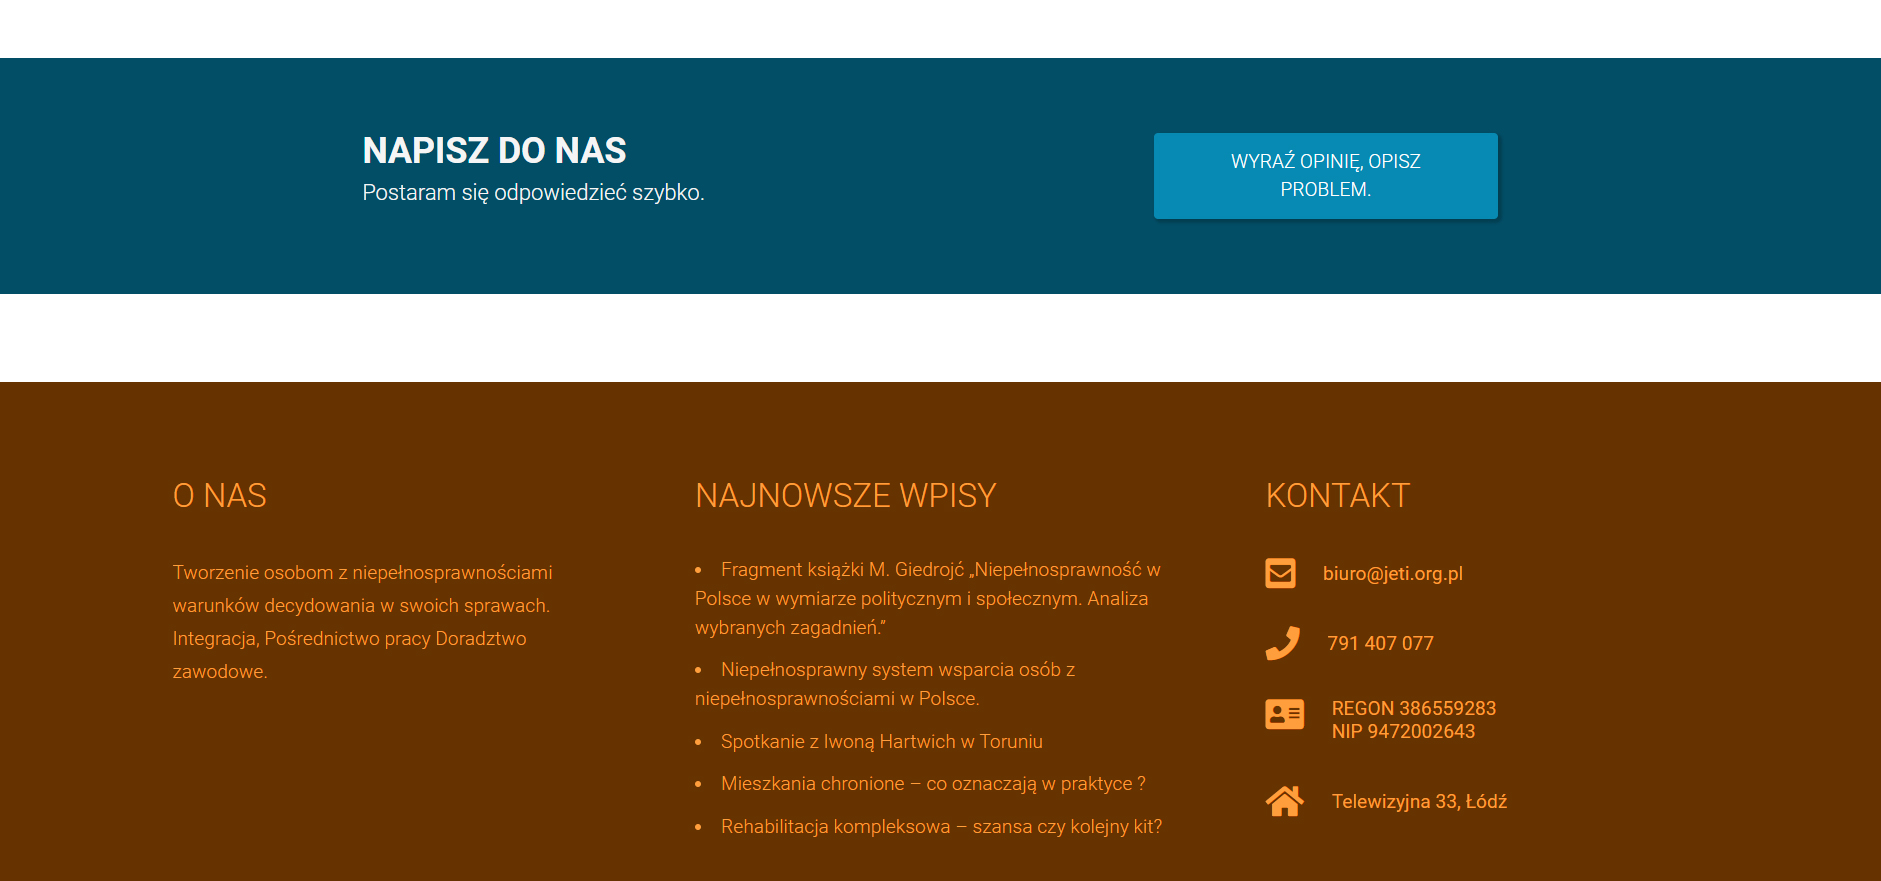 NAPISZ DO NAS
Postaram się odpowiedzieć szybko.
WYRAŹ OPINIĘ, OPISZ
PROBLEM.
O NAS
Tworzenie osobom z niepełnosprawnościami
warunków decydowania w swoich sprawach.
Integracja, Pośrednictwo pracy Doradztwo
zawodowe.
NAJNOWSZE WPISY
• Fragment książki M. Giedrojć „Niepełnosprawność w
Polsce w wymiarze politycznym i społecznym. Analiza
wybranych zagadnień.”
• Niepełnosprawny system wsparcia osób z
niepełnosprawnościami w Polsce.
• Spotkanie z Iwoną Hartwich w Toruniu
• Mieszkania chronione – co oznaczają w praktyce ?
• Rehabilitacja kompleksowa – szansa czy kolejny kit?
KONTAKT
biuro@jeti.org.pl
791 407 077
REGON 386559283
NIP 9472002643
Telewizyjna 33, Łódź